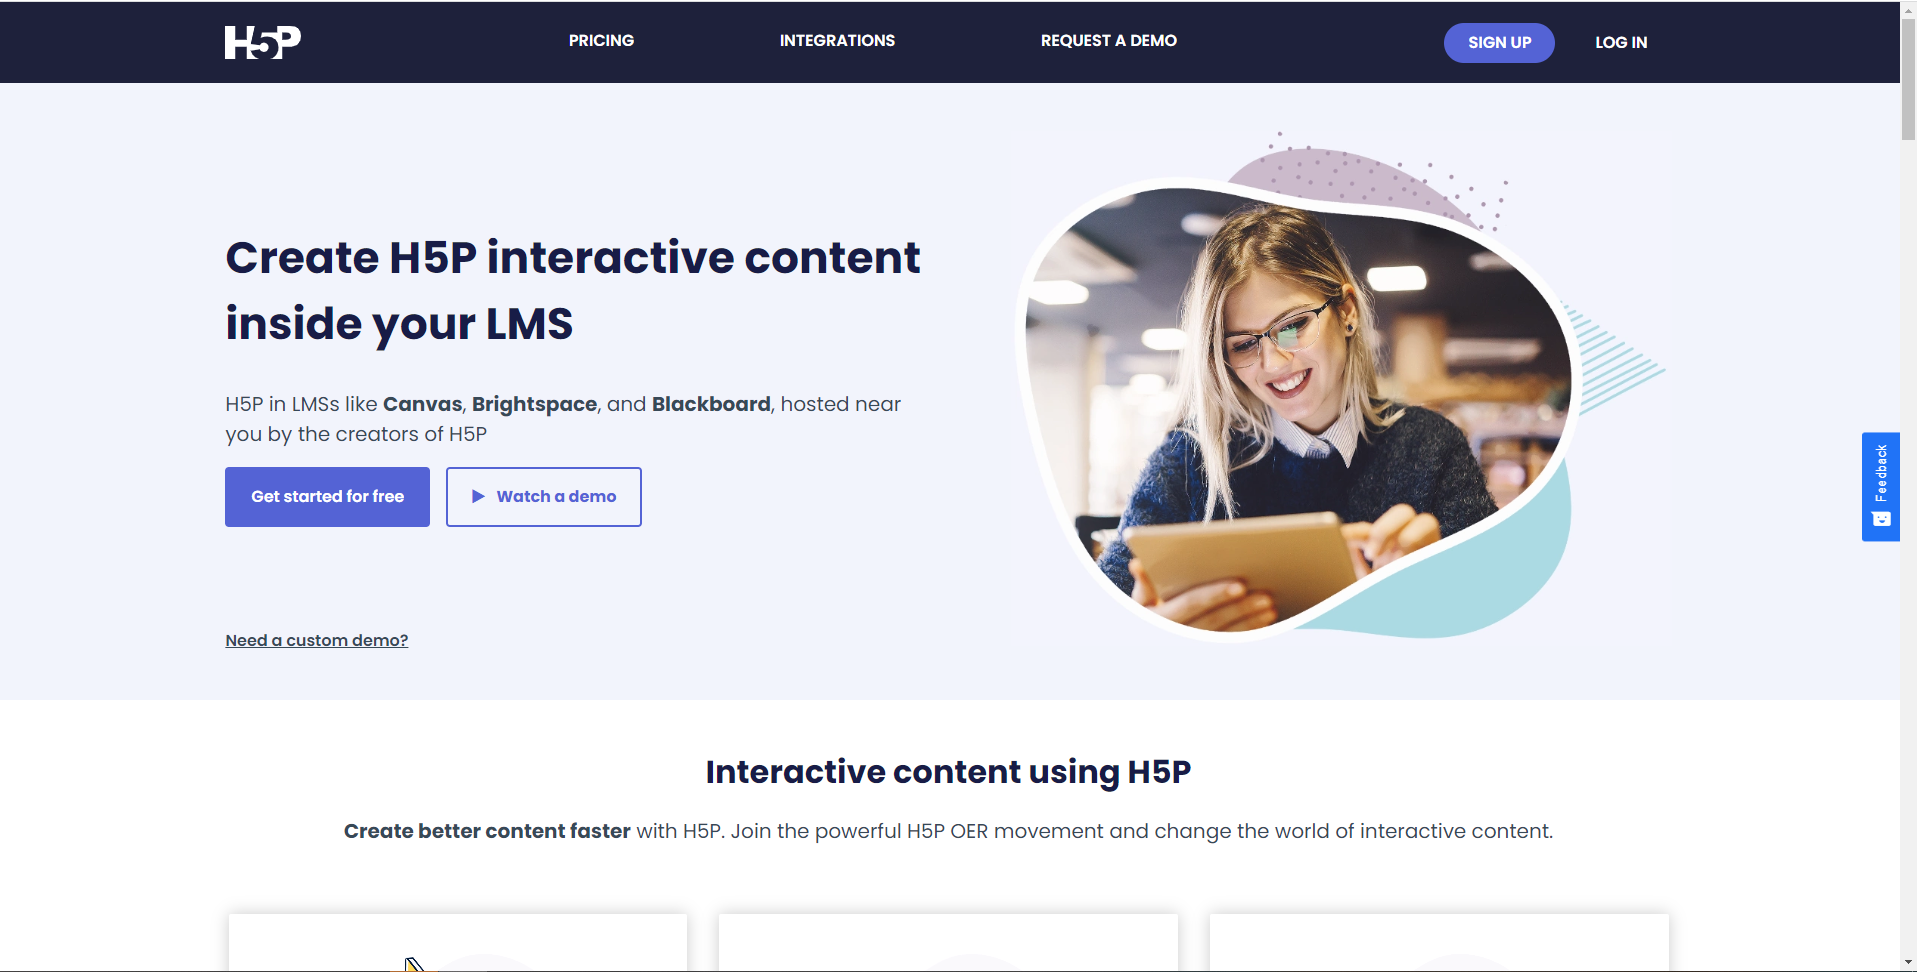 H5P
PRICING
INTEGRATIONS
REQUEST A DEMO
SIGN UP
LOG IN
Create H5P interactive content
inside your LMS
H5P in LMSs like Canvas, Brightspace, and Blackboard, hosted near
you by the creators of H5P
Get started for free
Watch a demo
Need a custom demo?
Feedback
Interactive content using H5P
Create better content faster with H5P. Join the powerful H5P OER movement and change the world of interactive content.